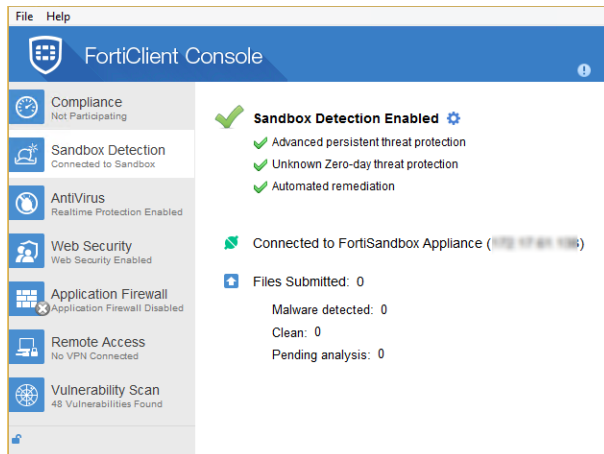 File Help
FortiClient Console
Compliance
Not Participating
Sandbox Detection
Connected to Sandbox
AntiVirus
Realtime Protection Enabled
Web Security
Web Security Enabled
Application Firewall
Application Firewall Disabled
Remote Access
No VPN Connected
Vulnerability Scan
48 Vulnerabilities Found
Sandbox Detection Enabled
Advanced persistent threat protection
Unknown Zero-day threat protection
Automated remediation
Connected to FortiSandbox Appliance ( )
Files Submitted: 0
Malware detected: 0
Clean: 0
Pending analysis: 0